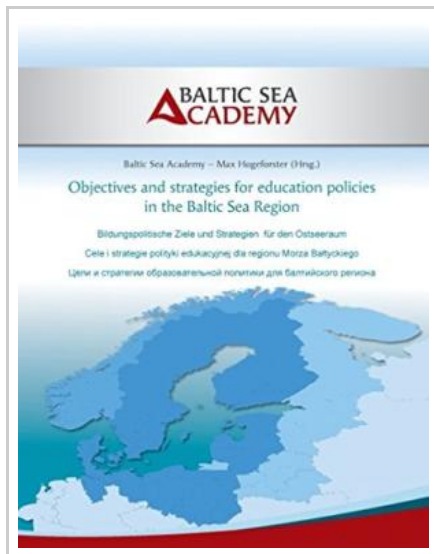 BALTIC SEA
ACADEMY
Baltic Sea Academy – Max Hogeforster (Hrsg.)
Objectives and strategies for education policies
in the Baltic Sea Region
Bildungspolitische Ziele und Strategien für den Ostseeraum
Cele i strategie polityki edukacyjnej dla regionu Morza Bałtyckiego
Цели и стратегии образовательной политики для балтийского региона